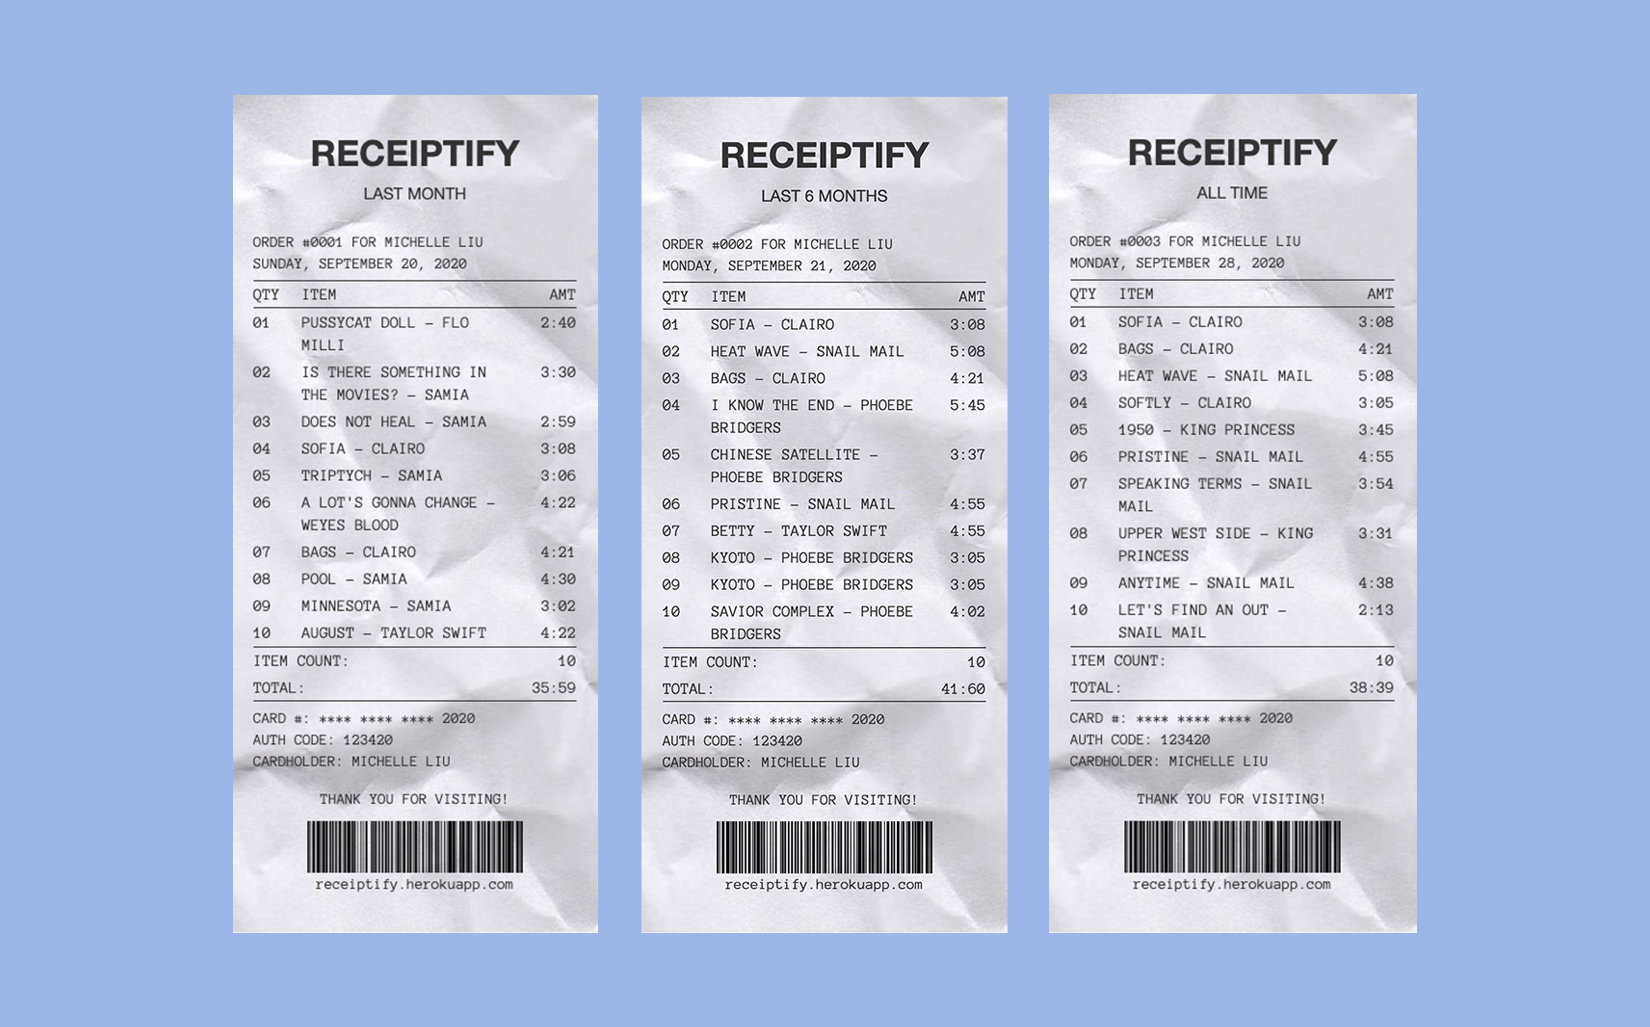 RECEIPTIFY
LAST MONTH
ORDER #0001 FOR MICHELLE LIU
SUNDAY, SEPTEMBER 20, 2020
QTY ITEM AMT
01 PUSSYCAT DOLL – FLO 2:40
MILLI
02 IS THERE SOMETHING IN 3:30
THE MOVIES? – SAMIA
03 DOES NOT HEAL – SAMIA 2:59
04 SOFIA – CLAIRO 3:08
05 TRIPTYCH – SAMIA 3:06
06 A LOT'S GONNA CHANGE – 4:22
WEYES BLOOD
07 BAGS – CLAIRO 4:21
08 POOL – SAMIA 4:30
09 MINNESOTA – SAMIA 3:02
10 AUGUST – TAYLOR SWIFT 4:22
ITEM COUNT: 10
TOTAL: 35:59
CARD #: **** **** **** 2020
AUTH CODE: 123420
CARDHOLDER: MICHELLE LIU
THANK YOU FOR VISITING!
receiptify.herokuapp.com
RECEIPTIFY
LAST 6 MONTHS
ORDER #0002 FOR MICHELLE LIU
MONDAY, SEPTEMBER 21, 2020
QTY ITEM AMT
01 SOFIA – CLAIRO 3:08
02 HEAT WAVE – SNAIL MAIL 5:08
03 BAGS – CLAIRO 4:21
04 I KNOW THE END – PHOEBE 5:45
BRIDGERS
05 CHINESE SATELLITE – 3:37
PHOEBE BRIDGERS
06 PRISTINE – SNAIL MAIL 4:55
07 BETTY – TAYLOR SWIFT 4:55
08 KYOTO – PHOEBE BRIDGERS 3:05
09 KYOTO – PHOEBE BRIDGERS 3:05
10 SAVIOR COMPLEX – PHOEBE 4:02
BRIDGERS
ITEM COUNT: 10
TOTAL: 41:60
CARD #: **** **** **** 2020
AUTH CODE: 123420
CARDHOLDER: MICHELLE LIU
THANK YOU FOR VISITING!
receiptify.herokuapp.com
RECEIPTIFY
ALL TIME
ORDER #0003 FOR MICHELLE LIU
MONDAY, SEPTEMBER 28, 2020
QTY ITEM AMT
01 SOFIA – CLAIRO 3:08
02 BAGS – CLAIRO 4:21
03 HEAT WAVE – SNAIL MAIL 5:08
04 SOFTLY – CLAIRO 3:05
05 1950 – KING PRINCESS 3:45
06 PRISTINE – SNAIL MAIL 4:55
07 SPEAKING TERMS – SNAIL 3:54
MAIL
08 UPPER WEST SIDE – KING 3:31
PRINCESS
09 ANYTIME – SNAIL MAIL 4:38
10 LET'S FIND AN OUT – 2:13
SNAIL MAIL
ITEM COUNT: 10
TOTAL: 38:39
CARD #: **** **** **** 2020
AUTH CODE: 123420
CARDHOLDER: MICHELLE LIU
THANK YOU FOR VISITING!
receiptify.herokuapp.com